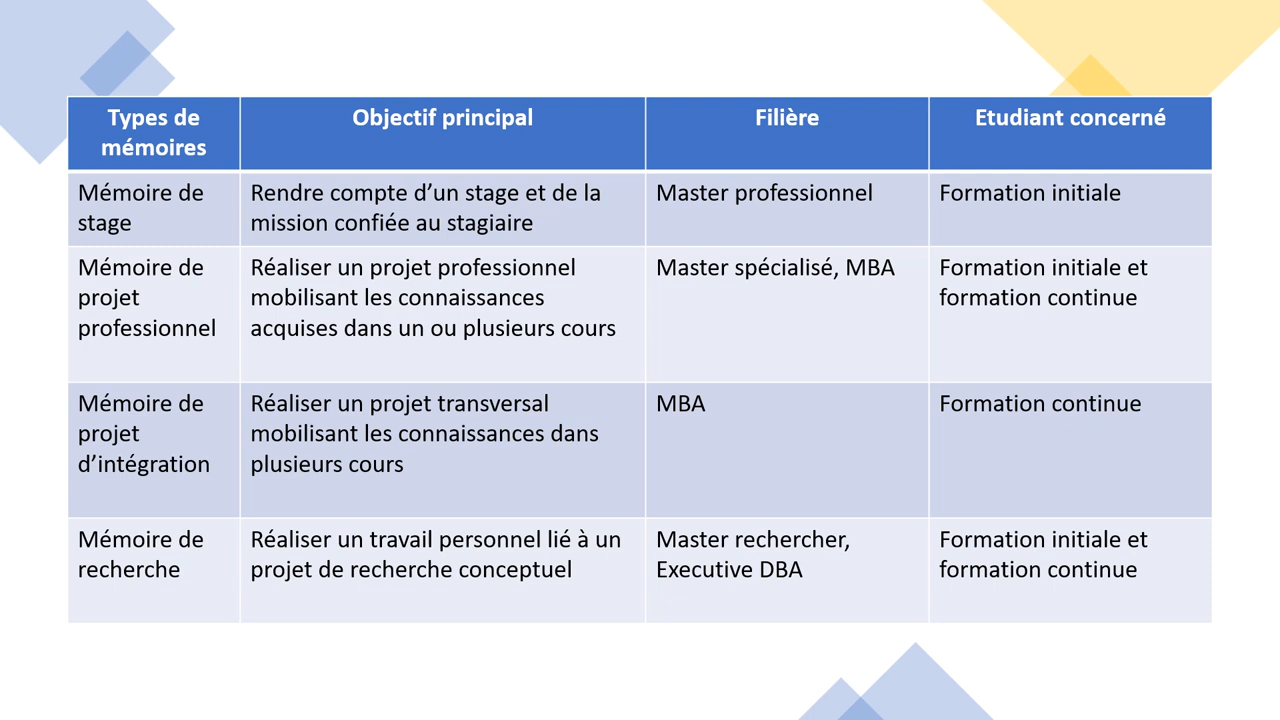 Types de
mémoires
Objectif principal
Filière
Etudiant concerné
Mémoire de
stage
Rendre compte d’un stage et de la
mission confiée au stagiaire
Master professionnel
Formation initiale
Mémoire de
projet
professionnel
Réaliser un projet professionnel
mobilisant les connaissances
acquises dans un ou plusieurs cours
Master spécialisé, MBA
Formation initiale et
formation continue
Mémoire de
projet
d’intégration
Réaliser un projet transversal
mobilisant les connaissances dans
plusieurs cours
MBA
Formation continue
Mémoire de
recherche
Réaliser un travail personnel lié à un
projet de recherche conceptuel
Master rechercher,
Executive DBA
Formation initiale et
formation continue